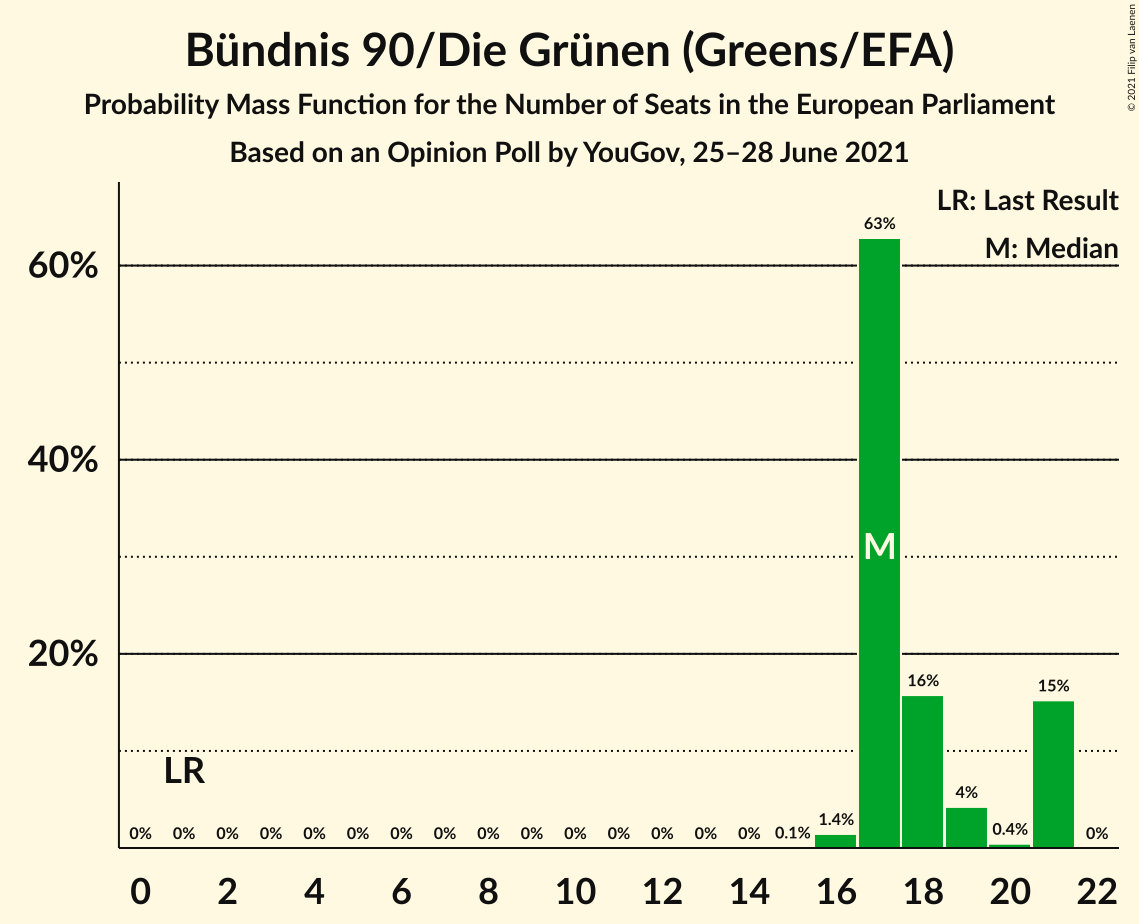 Bündnis 90/Die Grünen (Greens/EFA)
Probability Mass Function for the Number of Seats in the European Parliament
Based on an Opinion Poll by YouGov, 25–28 June 2021
© 2021 Filip van Laenen
LR: Last Result
M: Median
63%
60%
40%
M
20%
16%
15%
LR
4%
0% 0% 0% 0% 0% 0% 0% 0% 0% 0% 0% 0% 0% 0% 0% 0.1% 1.4% 0.4% 0%
0 2 4 6 8 10 12 14 16 18 20 22